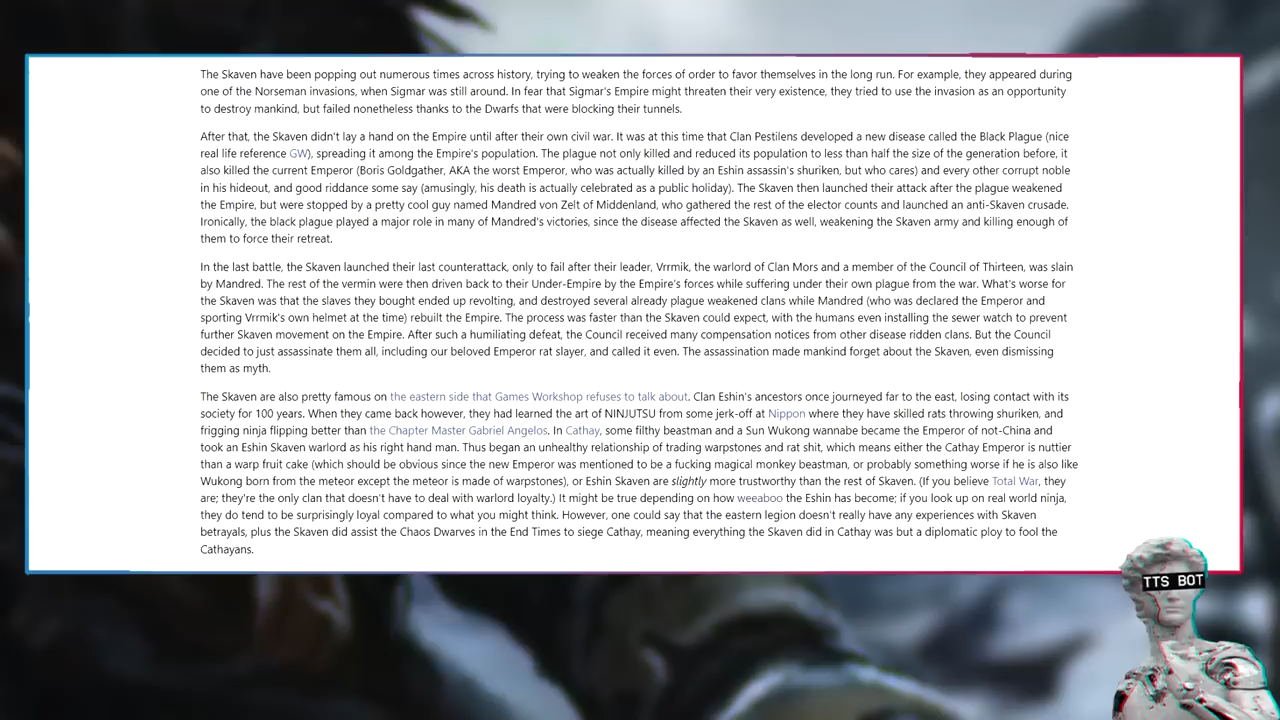 The Skaven have been popping out numerous times across history, trying to weaken the forces of order to favor themselves in the long run. For example, they appeared during
one of the Norseman invasions, when Sigmar was still around. In fear that Sigmar's Empire might threaten their very existence, they tried to use the invasion as an opportunity
to destroy mankind, but failed nonetheless thanks to the Dwarfs that were blocking their tunnels.
After that, the Skaven didn't lay a hand on the Empire until after their own civil war. It was at this time that Clan Pestilens developed a new disease called the Black Plague (nice
real life reference GW), spreading it among the Empire's population. The plague not only killed and reduced its population to less than half the size of the generation before, it
also killed the current Emperor (Boris Goldgather, AKA the worst Emperor, who was actually killed by an Eshin assassin's shuriken, but who cares) and every other corrupt noble
in his hideout, and good riddance some say (amusingly, his death is actually celebrated as a public holiday). The Skaven then launched their attack after the plague weakened
the Empire, but were stopped by a pretty cool guy named Mandred von Zelt of Middenland, who gathered the rest of the elector counts and launched an anti-Skaven crusade.
Ironically, the black plague played a major role in many of Mandred's victories, since the disease affected the Skaven as well, weakening the Skaven army and killing enough of
them to force their retreat.
In the last battle, the Skaven launched their last counterattack, only to fail after their leader, Vrrmik, the warlord of Clan Mors and a member of the Council of Thirteen, was slain
by Mandred. The rest of the vermin were then driven back to their Under-Empire by the Empire's forces while suffering under their own plague from the war. What's worse for
the Skaven was that the slaves they bought ended up revolting, and destroyed several already plague weakened clans while Mandred (who was declared the Emperor and
sporting Vrrmik's own helmet at the time) rebuilt the Empire. The process was faster than the Skaven could expect, with the humans even installing the sewer watch to prevent
further Skaven movement on the Empire. After such a humiliating defeat, the Council received many compensation notices from other disease ridden clans. But the Council
decided to just assassinate them all, including our beloved Emperor rat slayer, and called it even. The assassination made mankind forget about the Skaven, even dismissing
them as myth.
The Skaven are also pretty famous on the eastern side that Games Workshop refuses to talk about. Clan Eshin's ancestors once journeyed far to the east, losing contact with its
society for 100 years. When they came back however, they had learned the art of NINJUTSU from some jerk-off at Nippon where they have skilled rats throwing shuriken, and
frigging ninja flipping better than the Chapter Master Gabriel Angelos. In Cathay, some filthy beastman and a Sun Wukong wannabe became the Emperor of not-China and
took an Eshin Skaven warlord as his right hand man. Thus began an unhealthy relationship of trading warpstones and rat shit, which means either the Cathay Emperor is nuttier
than a warp fruit cake (which should be obvious since the new Emperor was mentioned to be a fucking magical monkey beastman, or probably something worse if he is also like
Wukong born from the meteor except the meteor is made of warpstones), or Eshin Skaven are slightly more trustworthy than the rest of Skaven. (If you believe Total War, they
are; they're the only clan that doesn't have to deal with warlord loyalty.) It might be true depending on how weeaboo the Eshin has become; if you look up on real world ninja,
they do tend to be surprisingly loyal compared to what you might think. However, one could say that the eastern legion doesn't really have any experiences with Skaven
betrayals, plus the Skaven did assist the Chaos Dwarves in the End Times to siege Cathay, meaning everything the Skaven did in Cathay was but a diplomatic ploy to fool the
Cathayans.
TTS BOT